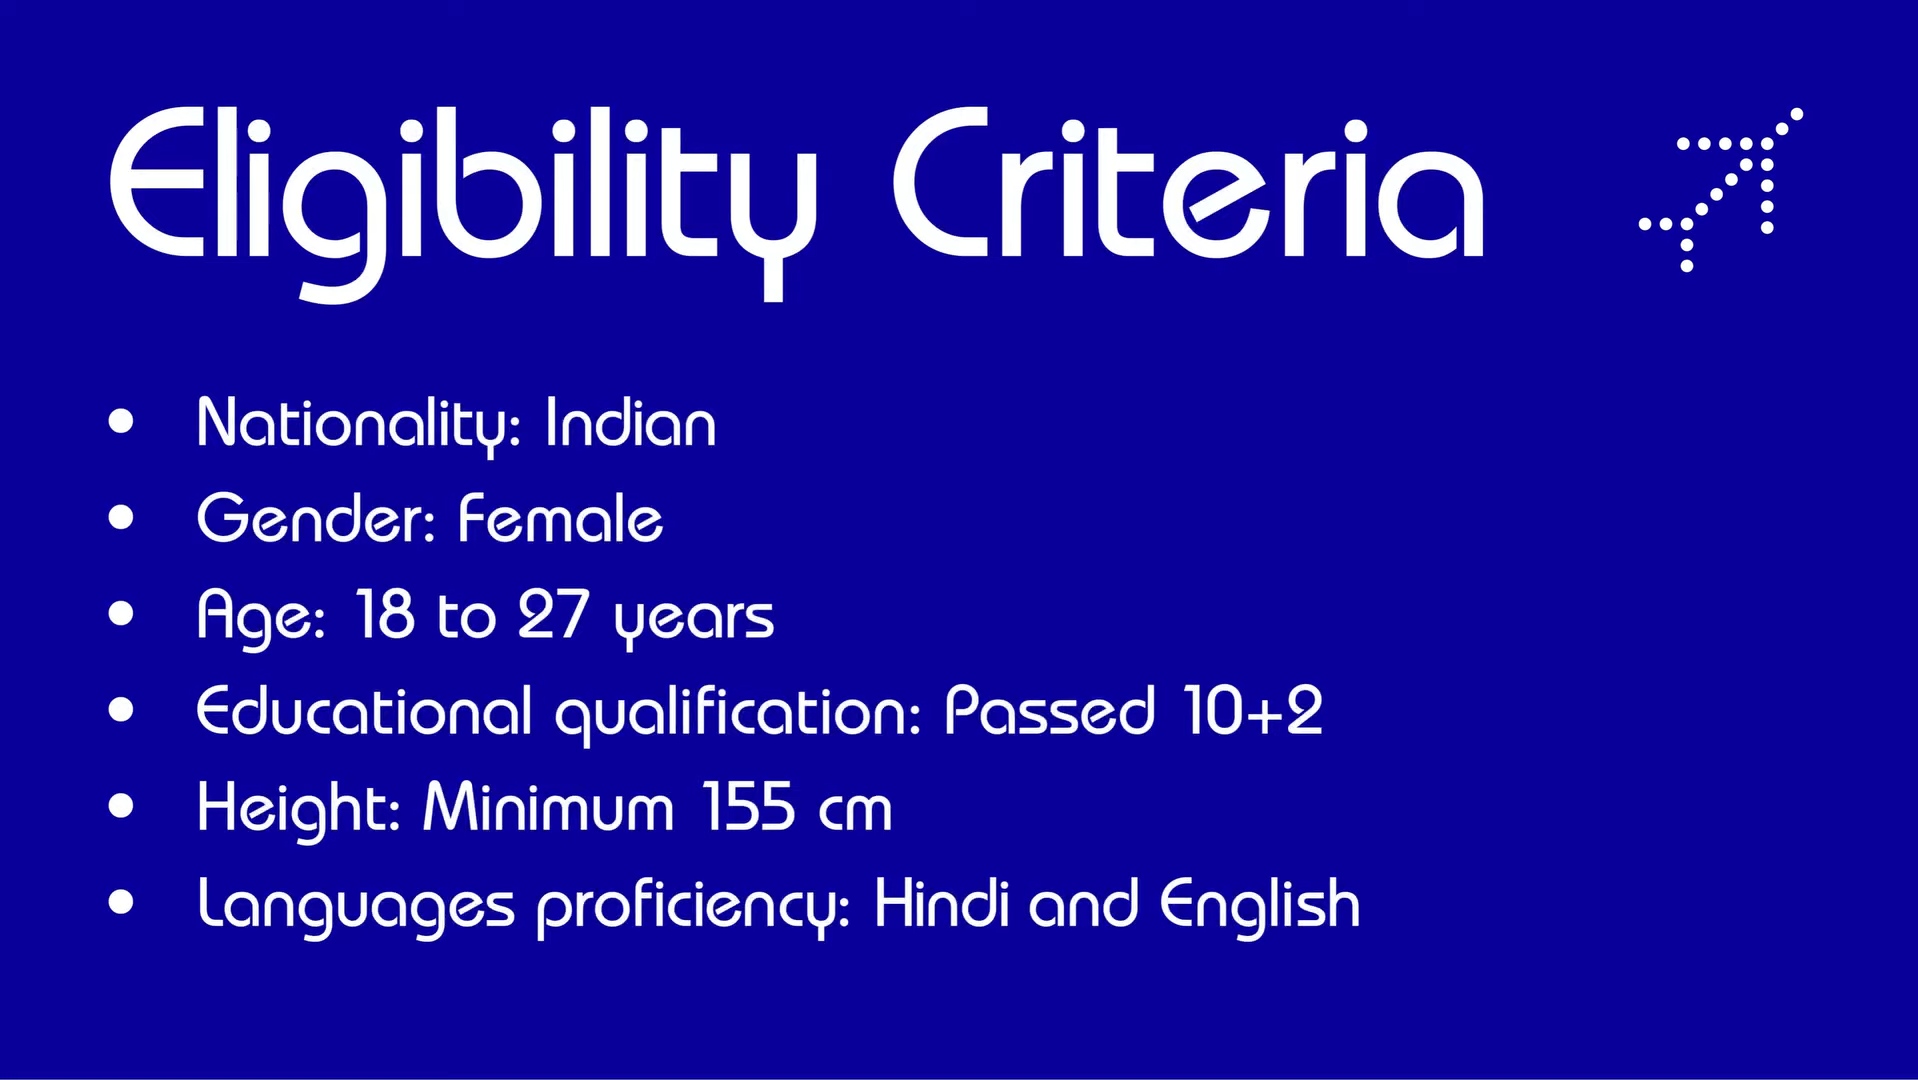 Eligibility Criteria
• Nationality: Indian
• Gender: Female
• Age: 18 to 27 years
• Educational qualification: Passed 10+2
• Height: Minimum 155 cm
• Languages proficiency: Hindi and English